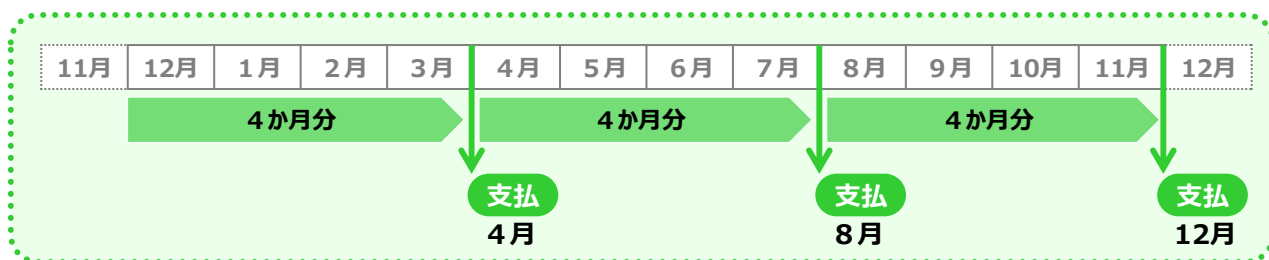 11月 12月 1月 2月 3月 4月 5月 6月 7月 8月 9月 10月 11月 12月
4か月分 4か月分 4か月分
支払 支払 支払
4月 8月 12月